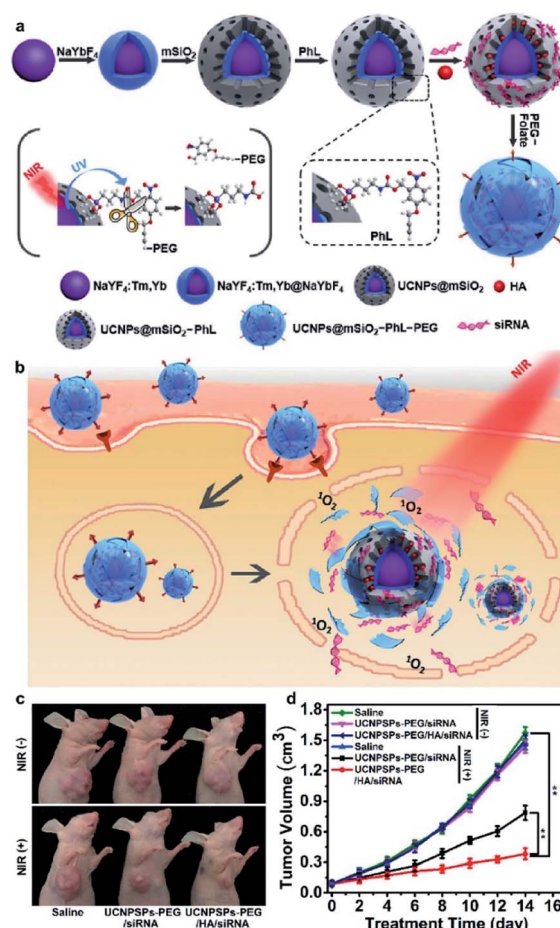 a
NaYbF₄ mSiO₂ PhL siRNA
HA
PEG-Folate
NIR UV -PEG
-PEG
PhL
NaYF₄:Tm,Yb NaYF₄:Tm,Yb@NaYbF₄ UCNPs@mSiO₂ HA
UCNPs@mSiO₂-PhL UCNPs@mSiO₂-PhL-PEG siRNA
b
NIR
¹O₂ ¹O₂
¹O₂
¹O₂
c
NIR (-)
NIR (+)
Saline UCNPSPs-PEG UCNPSPs-PEG
/siRNA /HA/siRNA
d
Tumor Volume (cm³)
1.8
1.5
1.2
0.9
0.6
0.3
0.0
Saline
UCNPSPs-PEG/siRNA
UCNPSPs-PEG/HA/siRNA
NIR (-)
Saline
UCNPSPs-PEG/siRNA
UCNPSPs-PEG
/HA/siRNA
NIR (+)
**
**
0 2 4 6 8 10 12 14 16
Treatment Time (day)